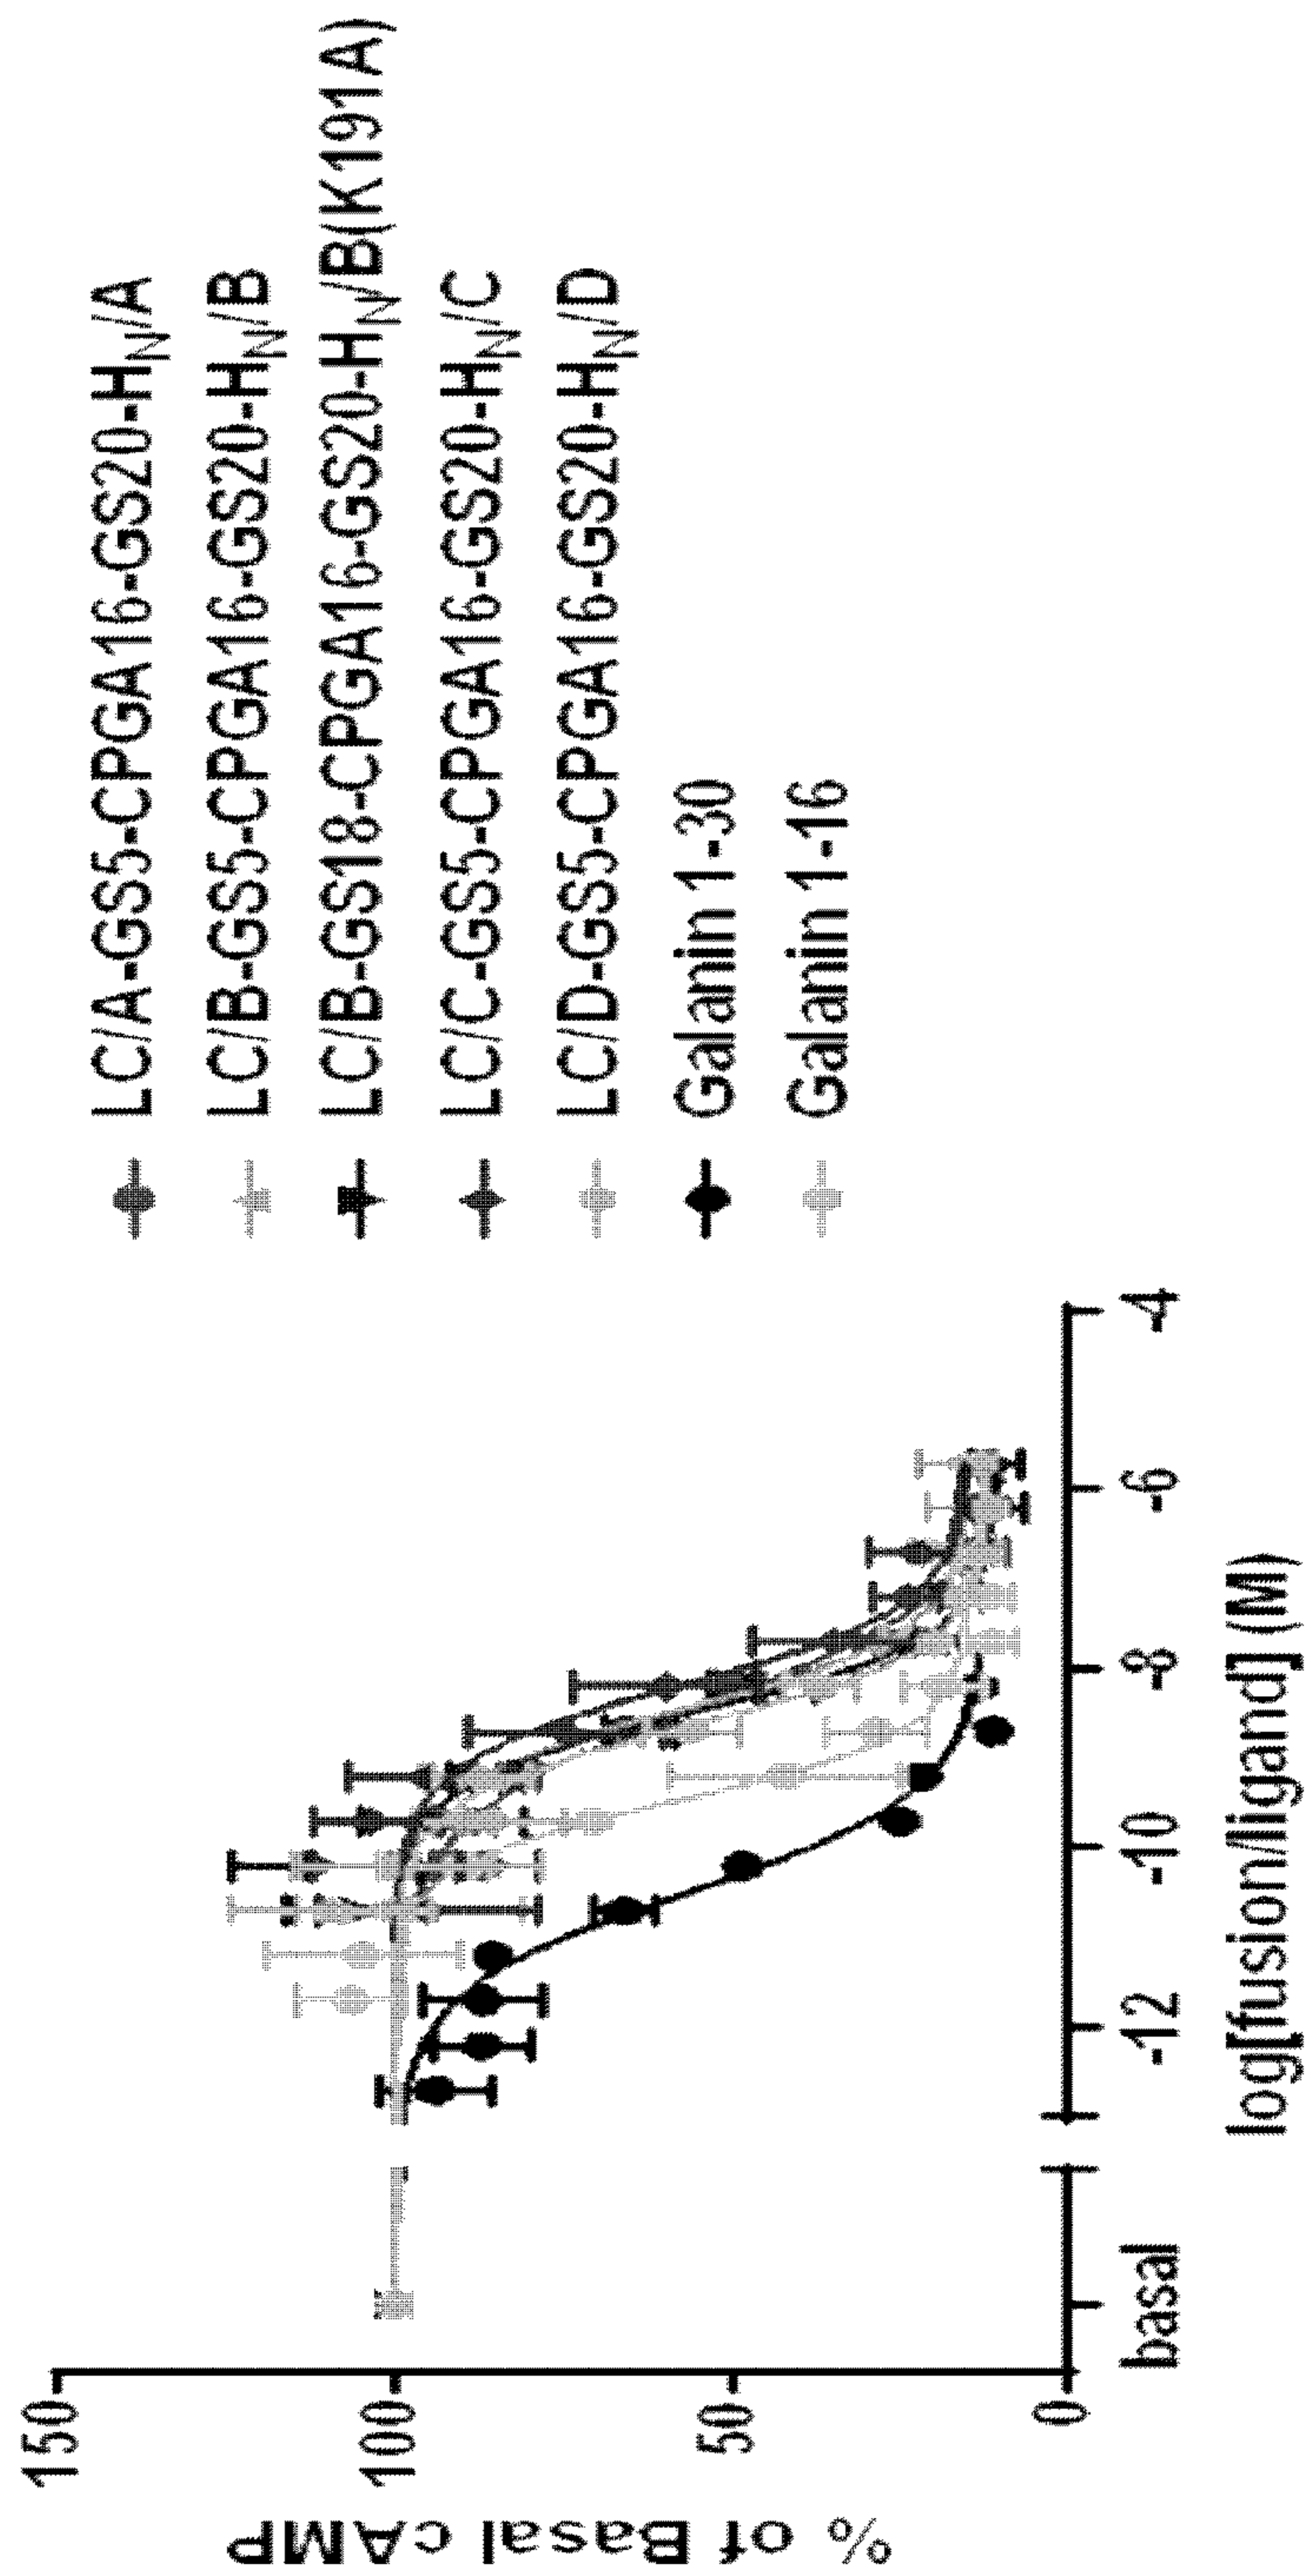 % of Basal cAMP
150
100
50
0
basal
-12
-10
-8
-6
-4
log[fusion/ligand] (M)
LC/A-GS5-CPGA16-GS20-HN/A
LC/B-GS5-CPGA16-GS20-HN/B
LC/B-GS18-CPGA16-GS20-HN/B(K191A)
LC/C-GS5-CPGA16-GS20-HN/C
LC/D-GS5-CPGA16-GS20-HN/D
Galanin 1-30
Galanin 1-16